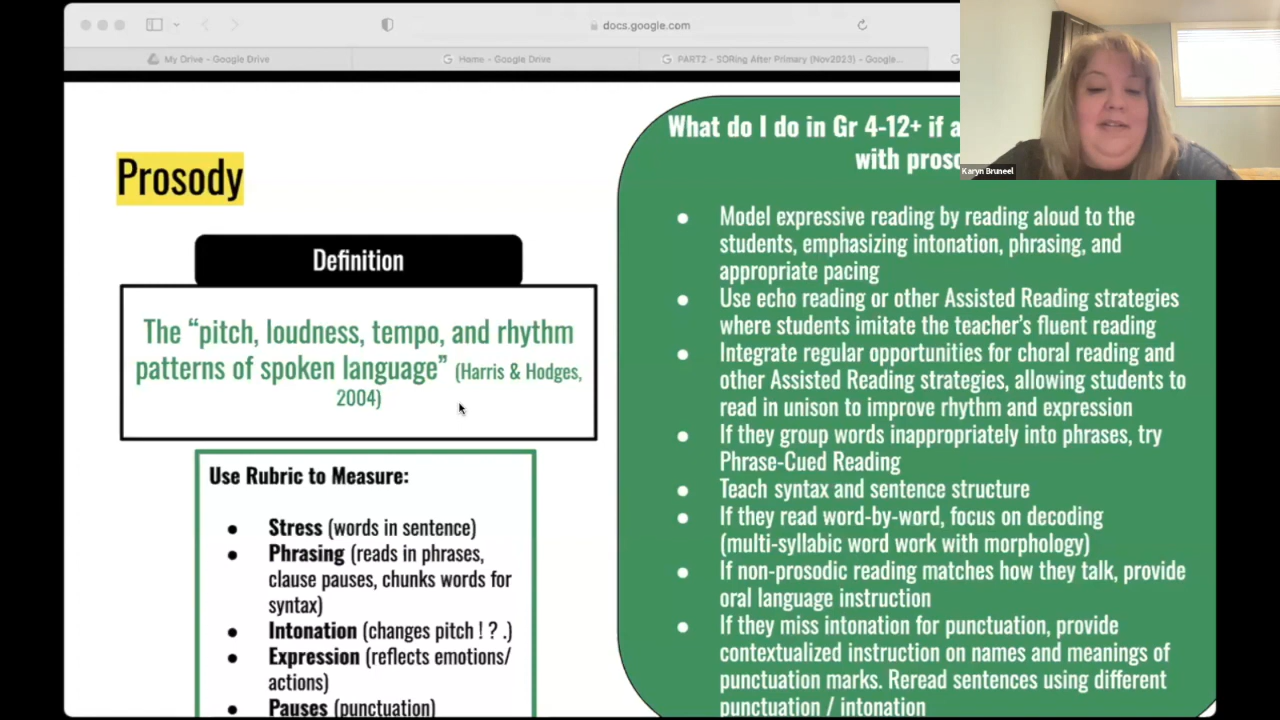 docs.google.com
My Drive - Google Drive
Home - Google Drive
PART2 - SORing After Primary (Nov2023) - Google...
Karyn Bruneel
Prosody
Definition
The “pitch, loudness, tempo, and rhythm
patterns of spoken language” (Harris & Hodges,
2004)
Use Rubric to Measure:
● Stress (words in sentence)
● Phrasing (reads in phrases,
clause pauses, chunks words for
syntax)
● Intonation (changes pitch ! ? .)
● Expression (reflects emotions/
actions)
● Pauses (punctuation)
What do I do in Gr 4-12+ if a
with
● Model expressive reading by reading aloud to the
students, emphasizing intonation, phrasing, and
appropriate pacing
● Use echo reading or other Assisted Reading strategies
where students imitate the teacher’s fluent reading
● Integrate regular opportunities for choral reading and
other Assisted Reading strategies, allowing students to
read in unison to improve rhythm and expression
● If they group words inappropriately into phrases, try
Phrase-Cued Reading
● Teach syntax and sentence structure
● If they read word-by-word, focus on decoding
(multi-syllabic word work with morphology)
● If non-prosodic reading matches how they talk, provide
oral language instruction
● If they miss intonation for punctuation, provide
contextualized instruction on names and meanings of
punctuation marks. Reread sentences using different
punctuation / intonation